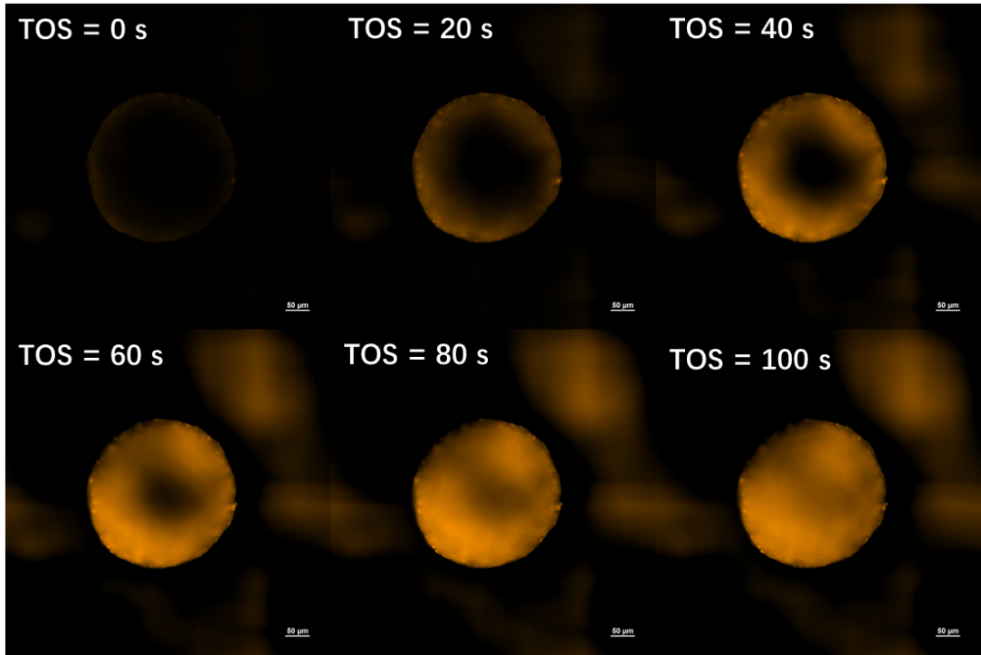 TOS = 0 s
TOS = 20 s
TOS = 40 s
50 µm
50 µm
50 µm
TOS = 60 s
TOS = 80 s
TOS = 100 s
50 µm
50 µm
50 µm